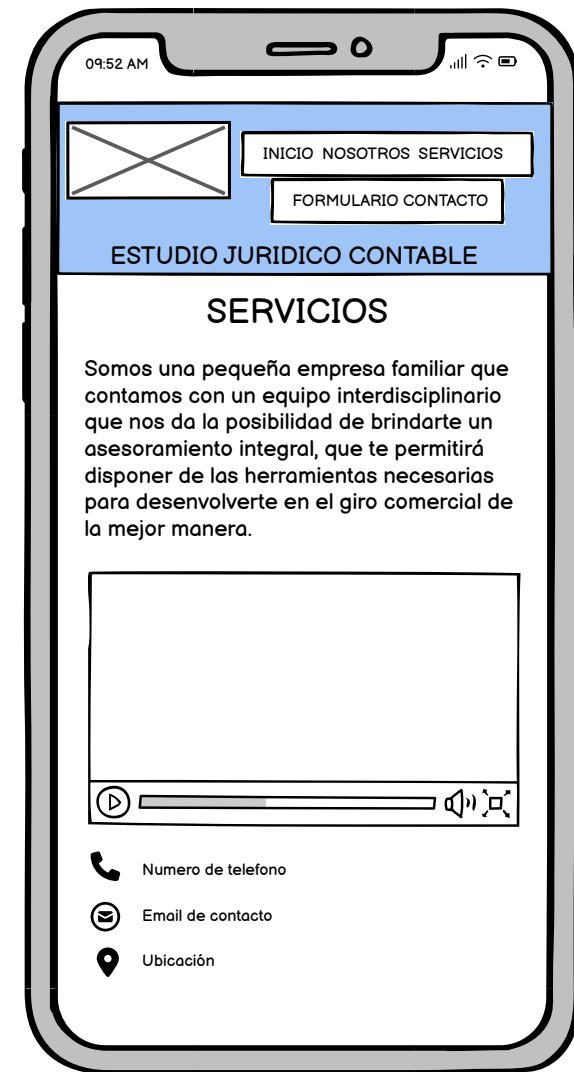 09:52 AM
INICIO NOSOTROS SERVICIOS
FORMULARIO CONTACTO
ESTUDIO JURIDICO CONTABLE
SERVICIOS
Somos una pequeña empresa familiar que
contamos con un equipo interdisciplinario
que nos da la posibilidad de brindarte un
asesoramiento integral, que te permitirá
disponer de las herramientas necesarias
para desenvolverte en el giro comercial de
la mejor manera.
Numero de telefono
Email de contacto
Ubicación